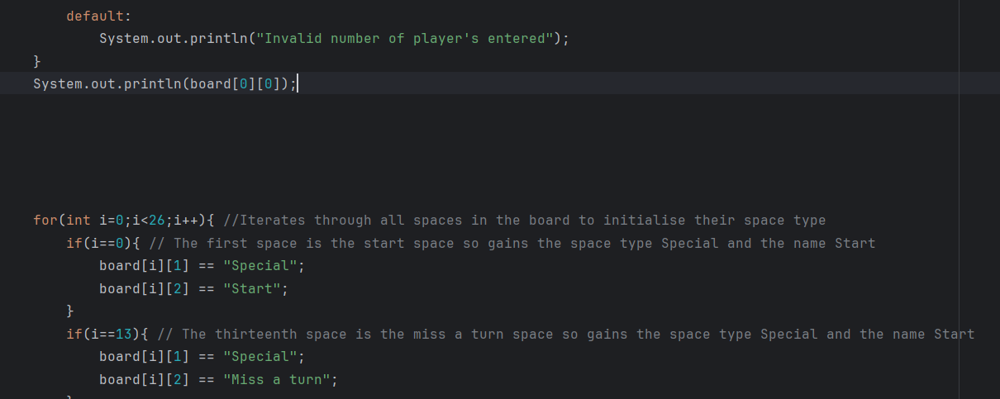 default:
System.out.println("Invalid number of player's entered");
}
System.out.println(board[0][0]);
for(int i=0;i<26;i++){ //Iterates through all spaces in the board to initialise their space type
if(i==0){ // The first space is the start space so gains the space type Special and the name Start
board[i][1] == "Special";
board[i][2] == "Start";
}
if(i==13){ // The thirteenth space is the miss a turn space so gains the space type Special and the name Start
board[i][1] == "Special";
board[i][2] == "Miss a turn";
}